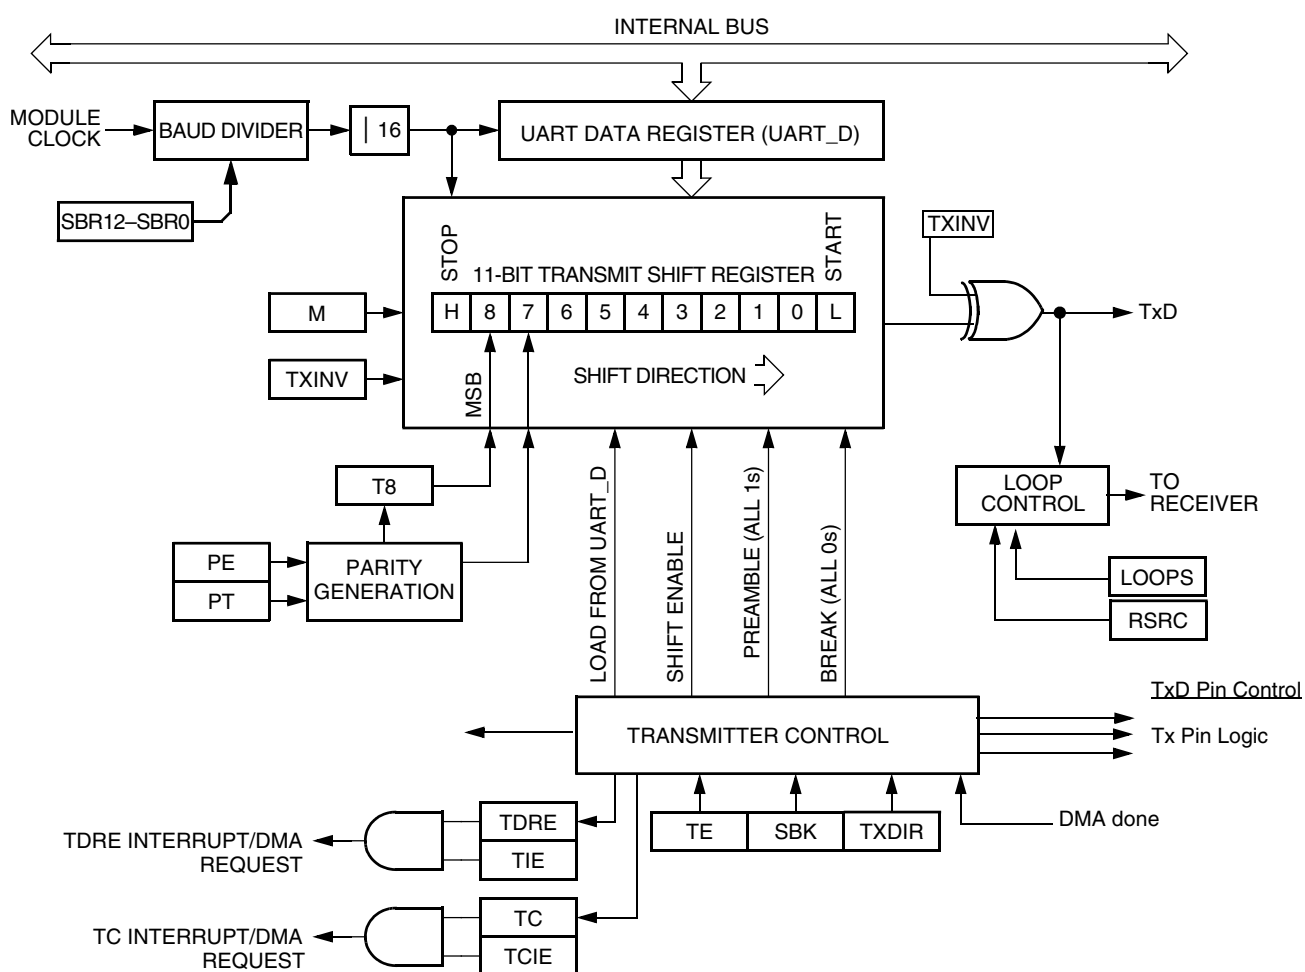 INTERNAL BUS
MODULE
CLOCK
BAUD DIVIDER
| 16
UART DATA REGISTER (UART_D)
SBR12–SBR0
TXINV
STOP
START
11-BIT TRANSMIT SHIFT REGISTER
H 8 7 6 5 4 3 2 1 0 L
M
TxD
TXINV
MSB
SHIFT DIRECTION
T8
LOAD FROM UART_D
SHIFT ENABLE
PREAMBLE (ALL 1s)
BREAK (ALL 0s)
LOOP
CONTROL
TO
RECEIVER
PE
PT
PARITY
GENERATION
LOOPS
RSRC
TRANSMITTER CONTROL
TxD Pin Control
Tx Pin Logic
TE
SBK
TXDIR
DMA done
TDRE
TIE
TDRE INTERRUPT/DMA
REQUEST
TC
TCIE
TC INTERRUPT/DMA
REQUEST